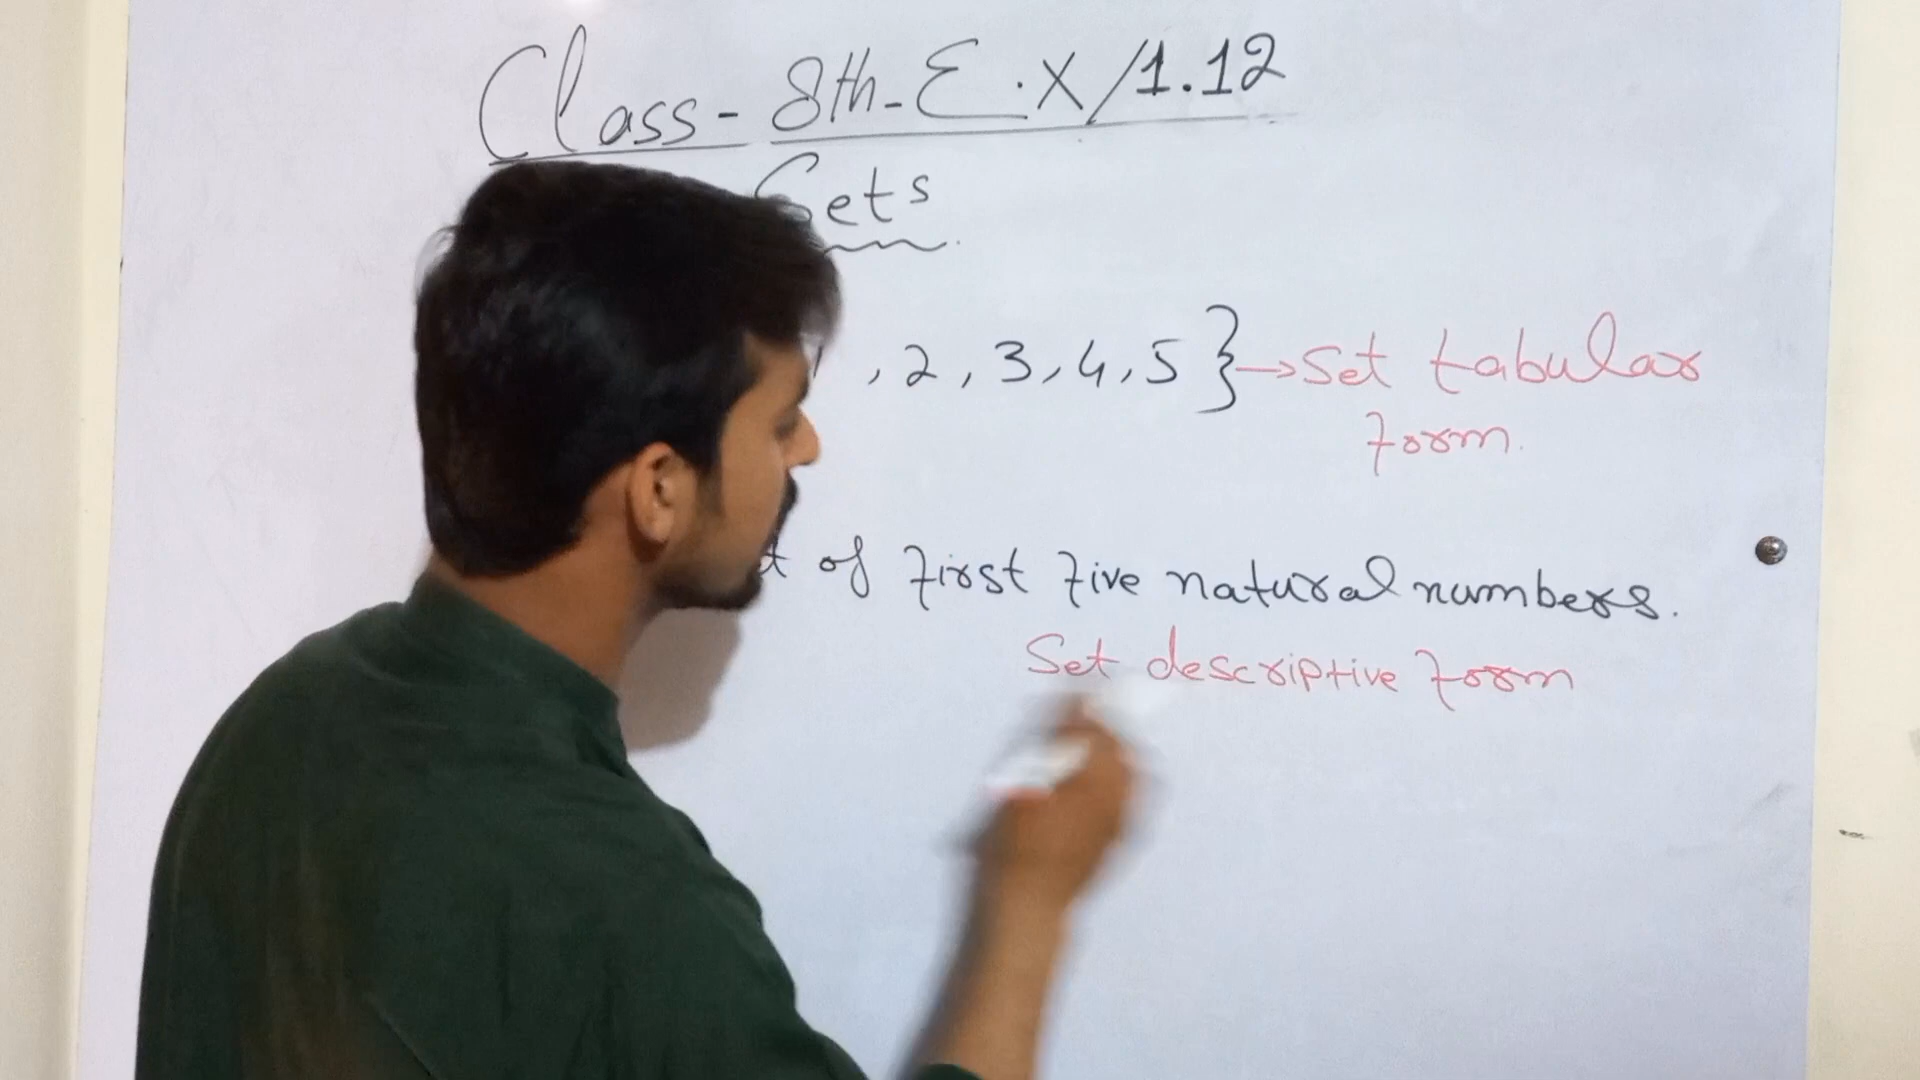 Class-8th-E.X/1.12
Sets
, 2, 3, 4, 5 }→Set tabular
form.
of first five natural numbers.
Set descriptive form